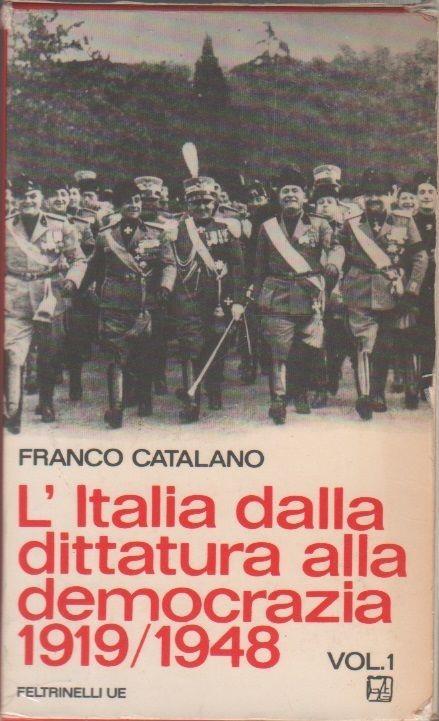 FRANCO CATALANO
L' Italia dalla
dittatura alla
democrazia
1919/1948
VOL.1
FELTRINELLI UE